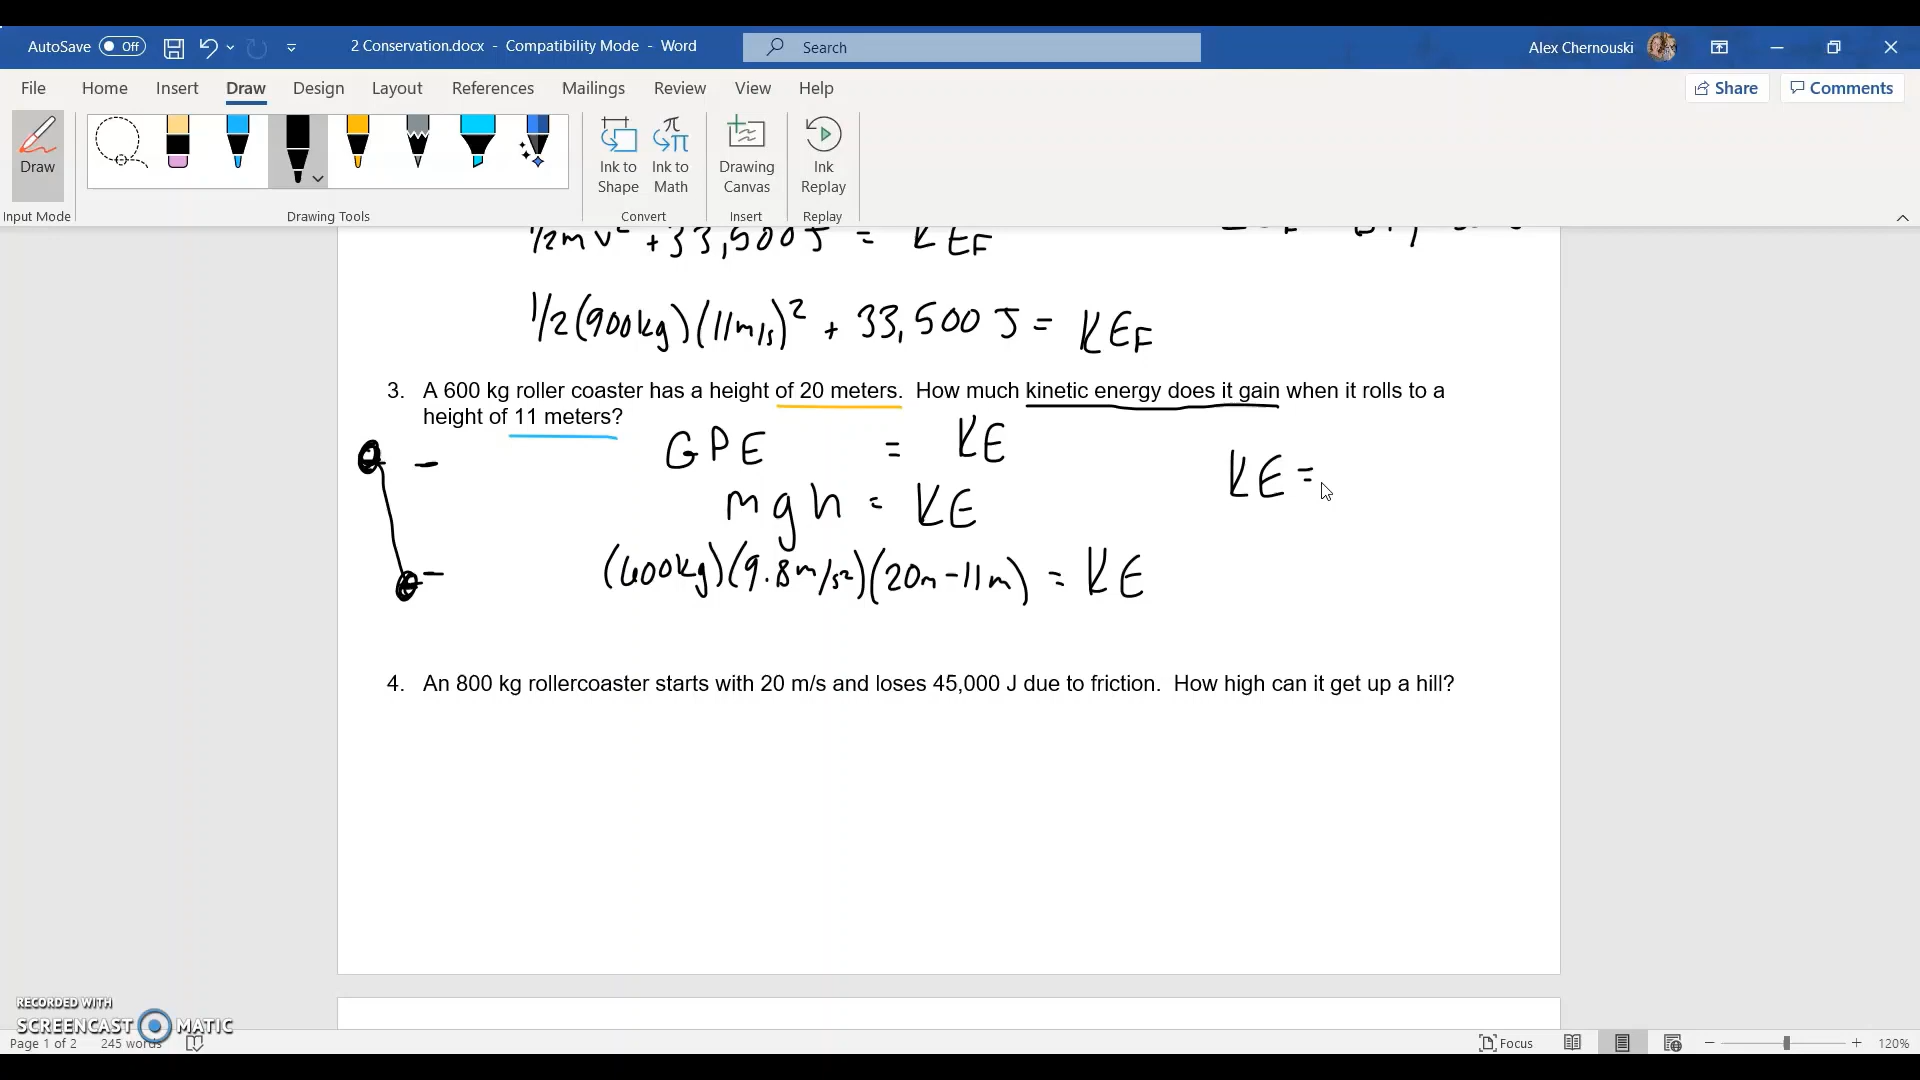 AutoSave Off 2 Conservation.docx - Compatibility Mode - Word Search Alex Chernouski
File Home Insert Draw Design Layout References Mailings Review View Help Share Comments
Draw Ink to Shape Ink to Math Drawing Canvas Ink Replay
Input Mode Drawing Tools Convert Insert Replay
1/2mv² + 33,500 J = KEF
1/2(900kg)(11m/s)² + 33,500 J = KEF
3. A 600 kg roller coaster has a height of 20 meters. How much kinetic energy does it gain when it rolls to a
height of 11 meters?
GPE = KE
mgh = KE
KE =
(600kg)(9.8m/s²)(20m-11m) = KE
4. An 800 kg rollercoaster starts with 20 m/s and loses 45,000 J due to friction. How high can it get up a hill?
RECORDED WITH
SCREENCAST MATIC
Page 1 of 2 245 words Focus 120%